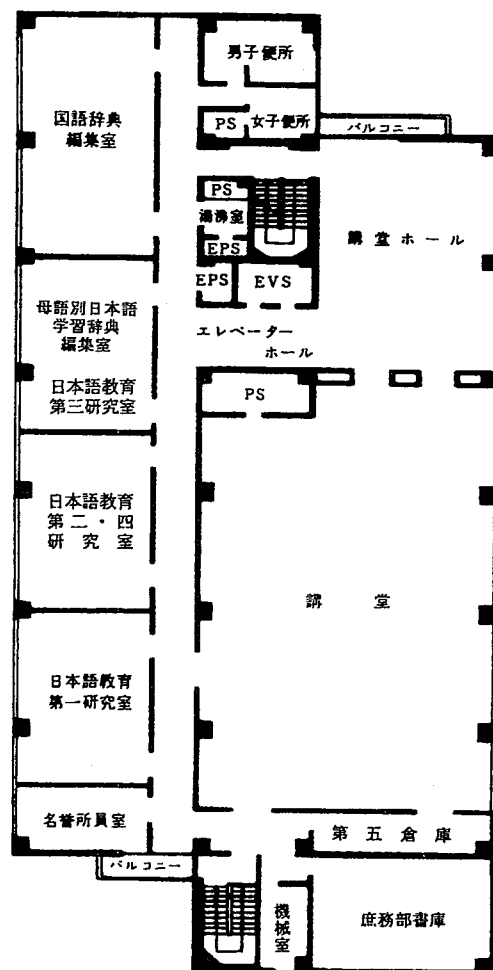 男子便所
国語辞典
編集室
PS
女子便所
バルコニー
PS
湯沸室
講堂ホール
EPS
EPS
EVS
母語別日本語
学習辞典
編集室
エレベーター
ホール
日本語教育
第三研究室
PS
日本語教育
第二・四
研究室
講堂
日本語教育
第一研究室
名誉所員室
第五倉庫
バルコニー
機械室
庶務部書庫